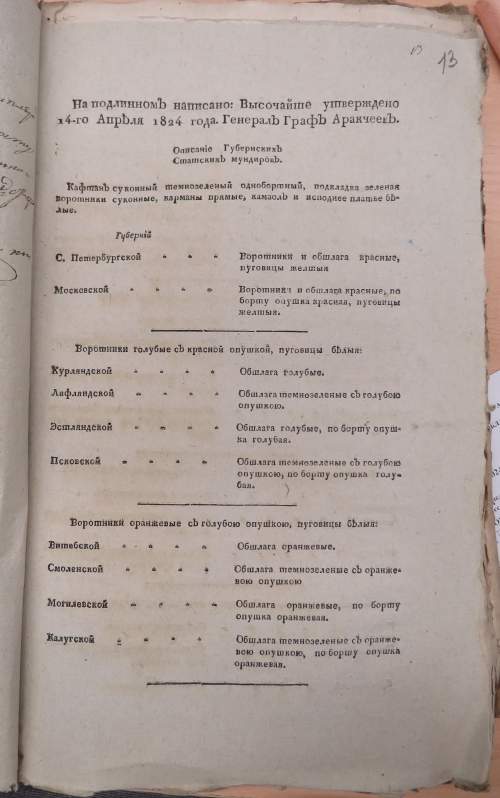 13
13
На подлинномъ написано: Высочайше утверждено
14-го Апрѣля 1824 года. Генералъ Графъ Аракчеевъ.
Описаніе Губернскихъ
Статскихъ мундировъ.
Кафтанъ суконный темнозеленый однобортный, подкладка зеленая
воротники суконные, карманы прямые, камзолъ и исподнее платье бѣ-
лые.
Губерній
С. Петербургской „ „ Воротники и обшлага красные,
пуговицы желтыя
Московской „ „ „ „ Воротники и обшлага красные, по
борту опушка красная, пуговицы
желтыя.
Воротники голубые съ красной опушкой, пуговицы бѣлыя:
Курляндской „ „ „ „ Обшлага голубые.
Лифляндской „ „ „ „ Обшлага темнозеленые съ голубою
опушкою.
Эстляндской „ „ „ „ Обшлага голубые, по борту опуш-
ка голубая.
Псковской „ „ „ „ Обшлага темнозеленые съ голубою
опушкою, по борту опушка голу-
бая.
Воротники оранжевые съ голубою опушкою, пуговицы бѣлыя:
Витебской „ „ „ „ Обшлага оранжевые.
Смоленской „ „ „ „ Обшлага темнозеленые съ оранже-
вою опушкою
Могилевской „ „ „ „ Обшлага оранжевые, по борту
опушка оранжевая.
Калугской „ „ „ „ Обшлага темнозеленые съ оранже-
вою опушкою, по борту опушка
оранжевая.